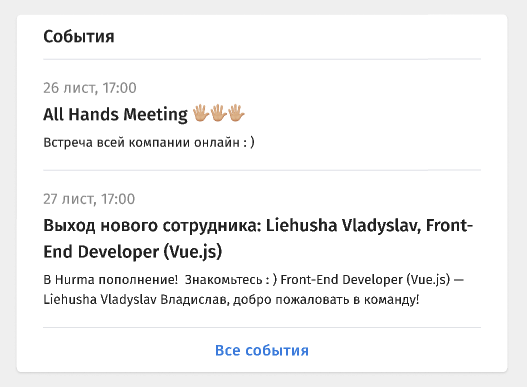 События
26 лист, 17:00
All Hands Meeting 🖐🏼🖐🏼🖐🏼
Встреча всей компании онлайн : )
27 лист, 17:00
Выход нового сотрудника: Liehusha Vladyslav, Front-
End Developer (Vue.js)
В Hurma пополнение! Знакомьтесь : ) Front-End Developer (Vue.js) —
Liehusha Vladyslav Владислав, добро пожаловать в команду!
Все события